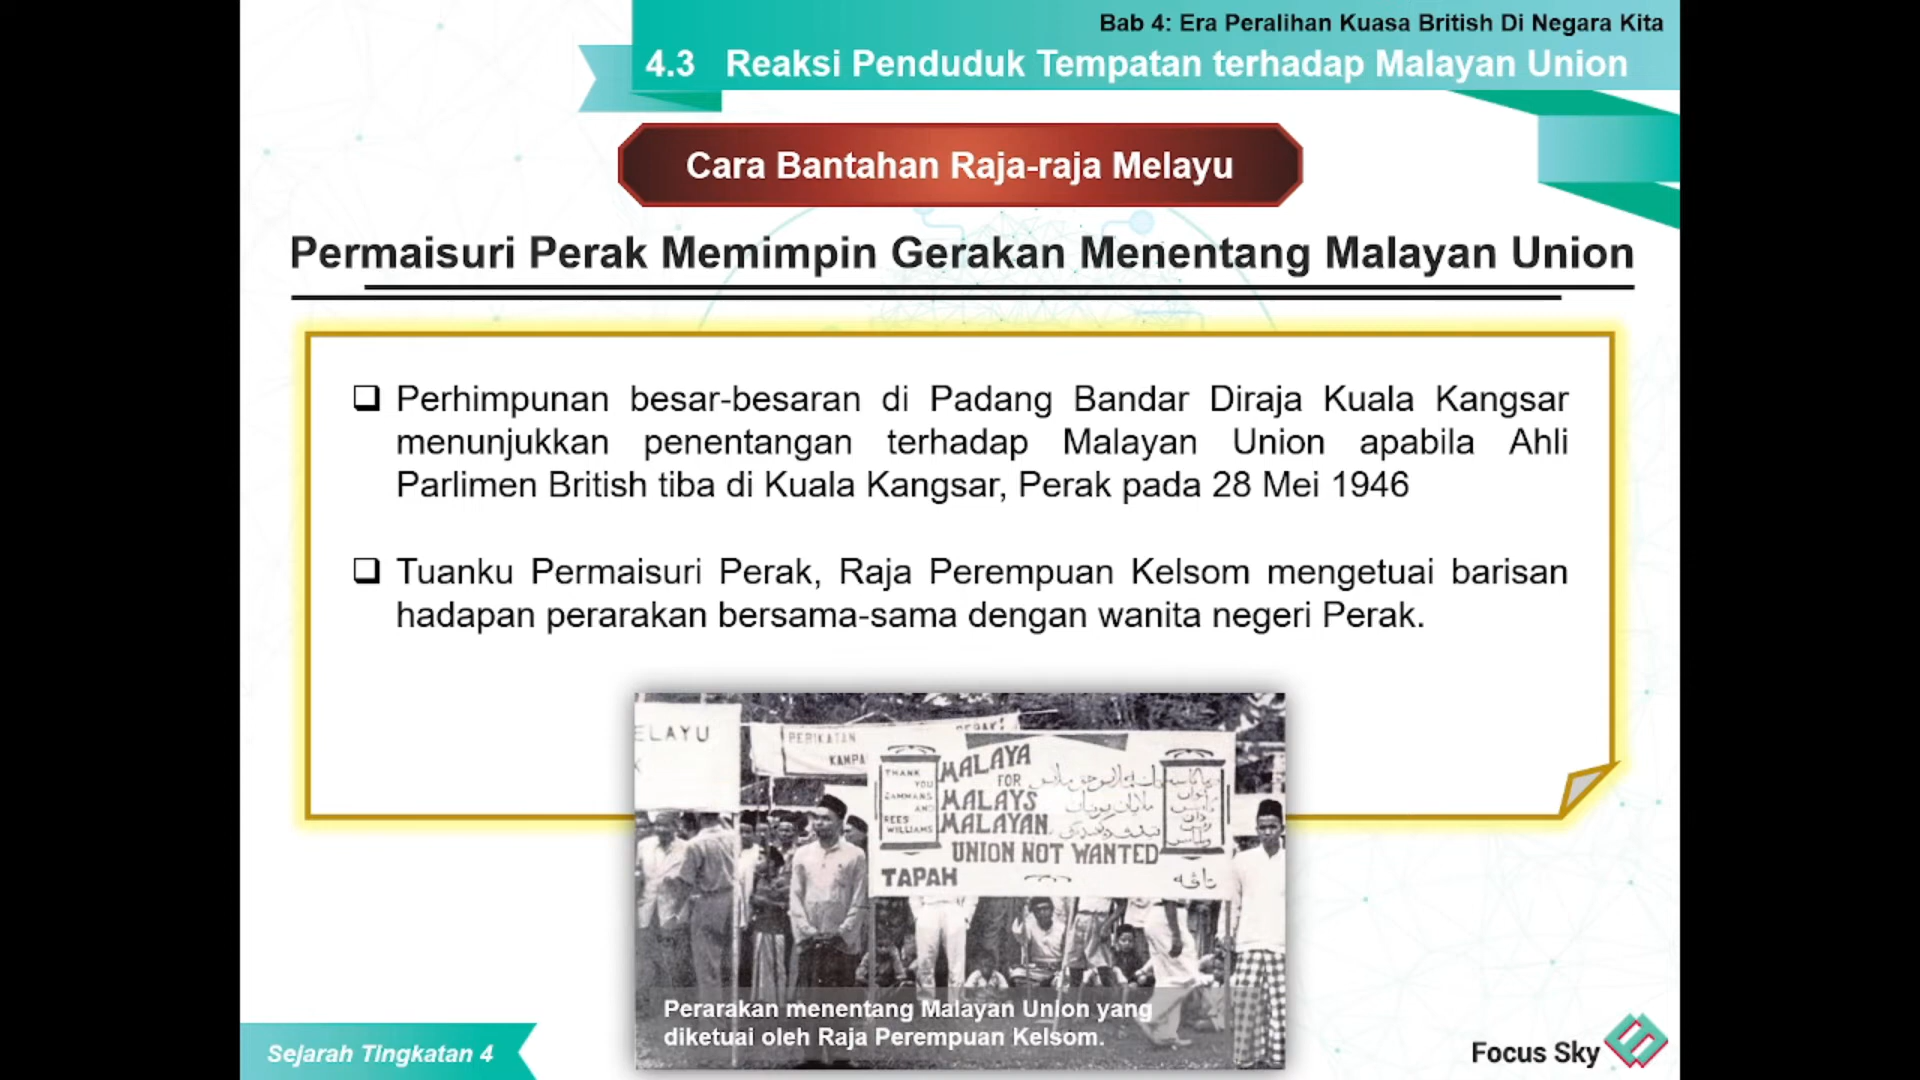 Bab 4: Era Peralihan Kuasa British Di Negara Kita
4.3 Reaksi Penduduk Tempatan terhadap Malayan Union
Cara Bantahan Raja-raja Melayu
Permaisuri Perak Memimpin Gerakan Menentang Malayan Union
Perhimpunan besar-besaran di Padang Bandar Diraja Kuala Kangsar
menunjukkan penentangan terhadap Malayan Union apabila Ahli
Parlimen British tiba di Kuala Kangsar, Perak pada 28 Mei 1946
Tuanku Permaisuri Perak, Raja Perempuan Kelsom mengetuai barisan
hadapan perarakan bersama-sama dengan wanita negeri Perak.
ELAYU
PERIKATAN
KAMPA
THANK
YOU
GAMMANS
AND
REES
WILLIAMS
MALAYA
FOR
MALAYS
MALAYAN
UNION NOT WANTED
TAPAH
Perarakan menentang Malayan Union yang
diketuai oleh Raja Perempuan Kelsom.
Sejarah Tingkatan 4
Focus Sky